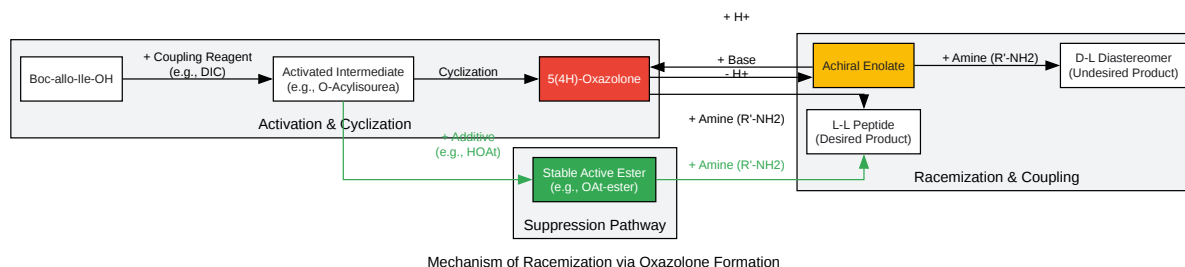 + H+
Boc-allo-Ile-OH
+ Coupling Reagent
(e.g., DIC)
Activated Intermediate
(e.g., O-Acylisourea)
Cyclization
5(4H)-Oxazolone
Activation & Cyclization
+ Base
- H+
Achiral Enolate
+ Amine (R'-NH2)
D-L Diastereomer
(Undesired Product)
+ Amine (R'-NH2)
L-L Peptide
(Desired Product)
Racemization & Coupling
+ Additive
(e.g., HOAt)
Stable Active Ester
(e.g., OAt-ester)
+ Amine (R'-NH2)
Suppression Pathway
Mechanism of Racemization via Oxazolone Formation